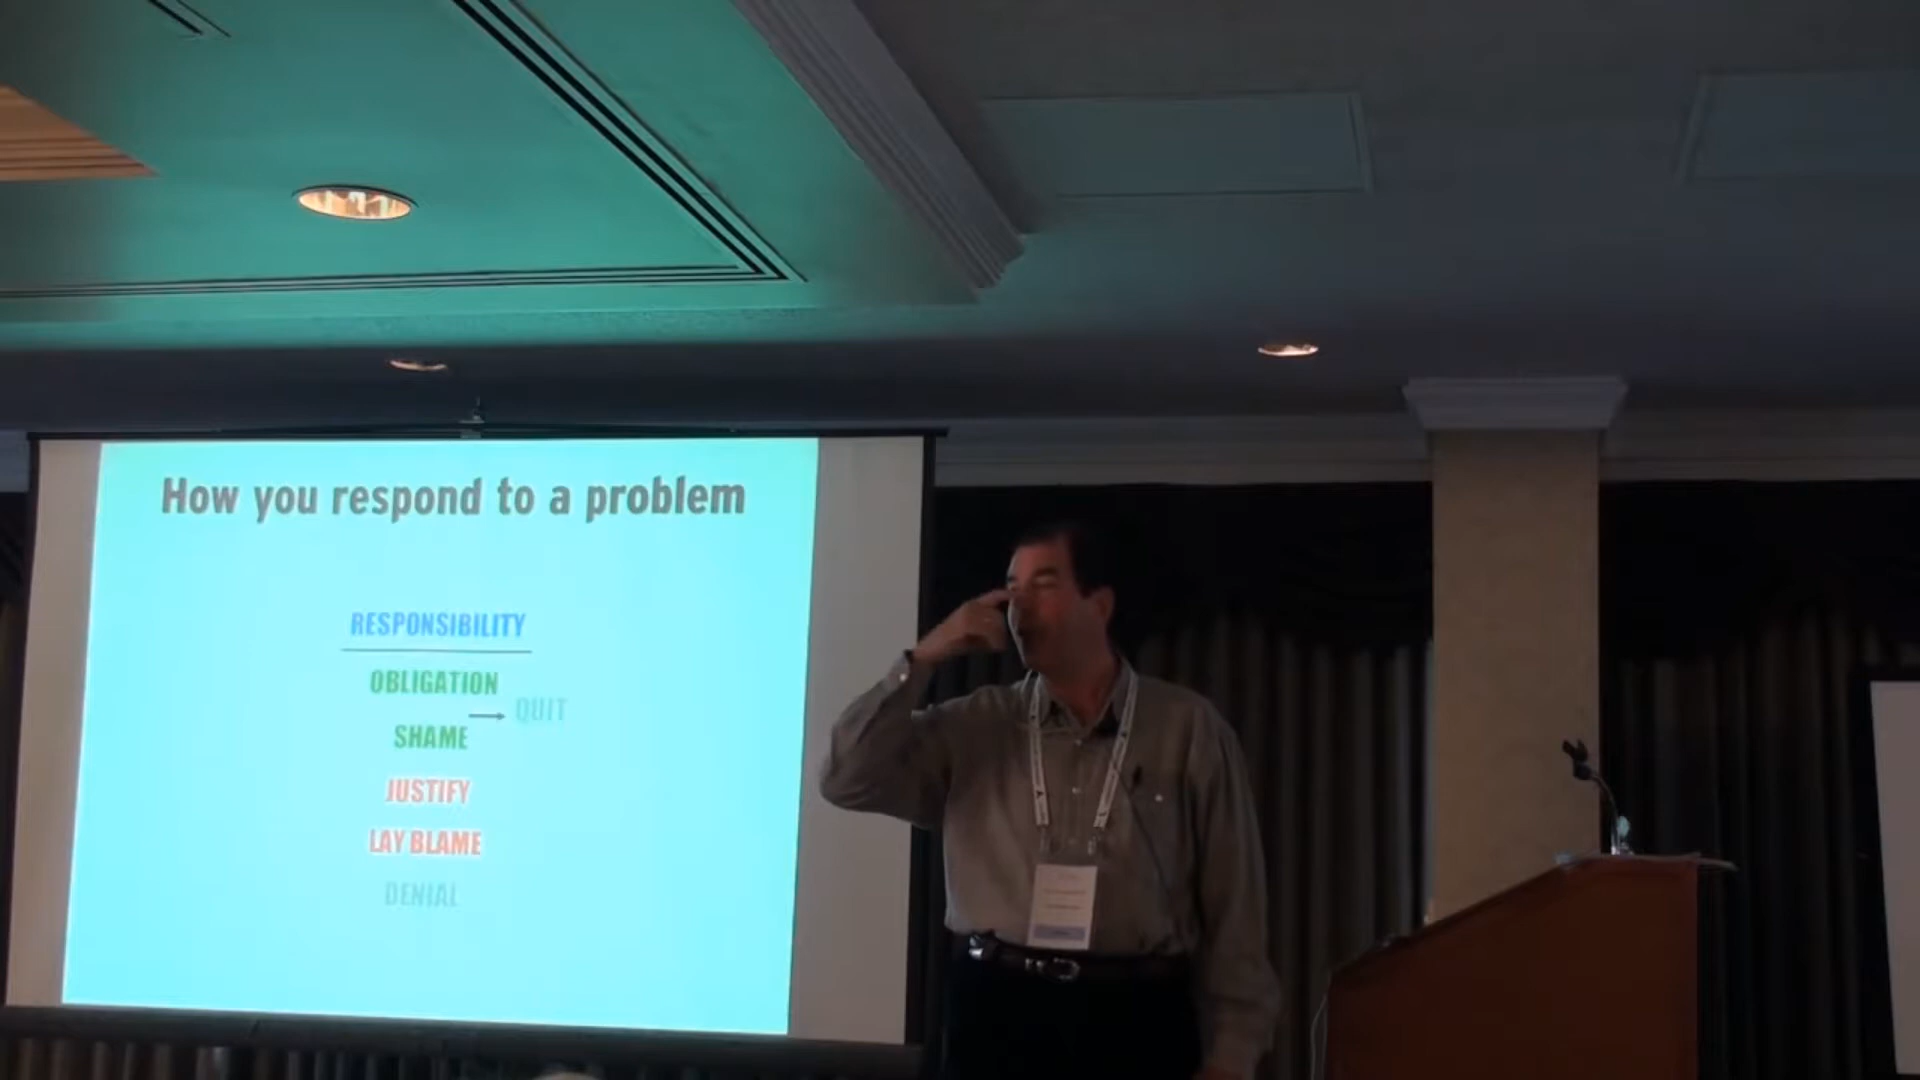 How you respond to a problem
RESPONSIBILITY
OBLIGATION
QUIT
SHAME
JUSTIFY
LAY BLAME
DENIAL